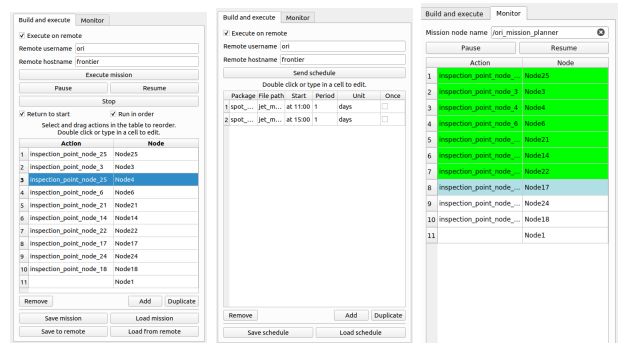 Build and execute Monitor
Execute on remote
Remote username ori
Remote hostname frontier
Execute mission
Pause Resume
Stop
Return to start Run in order
Select and drag actions in the table to reorder.
Double click or type in a cell to edit.
Action Node
1 inspection_point_node_25 Node25
2 inspection_point_node_3 Node3
3 inspection_point_node_25 Node4
4 inspection_point_node_6 Node6
5 inspection_point_node_21 Node21
6 inspection_point_node_14 Node14
7 inspection_point_node_22 Node22
8 inspection_point_node_17 Node17
9 inspection_point_node_24 Node24
10 inspection_point_node_18 Node18
11 Node1
Remove Add Duplicate
Save mission Load mission
Save to remote Load from remote
Build and execute Monitor
Execute on remote
Remote username ori
Remote hostname frontier
Send schedule
Double click or type in a cell to edit.
Package File path Start Period Unit Once
1 spot_... jet_m... at 11:00 1 days
2 spot_... jet_m... at 15:00 1 days
Remove Add Duplicate
Save schedule Load schedule
Build and execute Monitor
Mission node name /ori_mission_planner
Pause Resume
Action Node
1 inspection_point_node_... Node25
2 inspection_point_node_... Node3
3 inspection_point_node_... Node4
4 inspection_point_node_... Node6
5 inspection_point_node_... Node21
6 inspection_point_node_... Node14
7 inspection_point_node_... Node22
8 inspection_point_node_... Node17
9 inspection_point_node_... Node24
10 inspection_point_node_... Node18
11 Node1